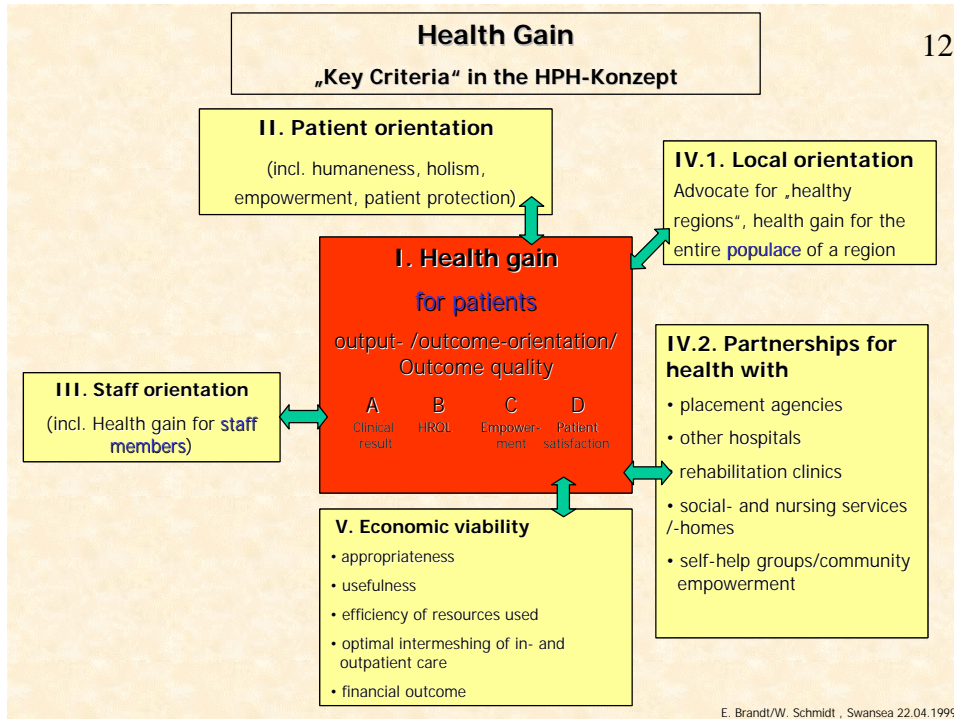 Health Gain
„Key Criteria“ in the HPH-Konzept
12
II. Patient orientation
(incl. humaneness, holism,
empowerment, patient protection)
IV.1. Local orientation
Advocate for „healthy
regions“, health gain for the
entire populace of a region
I. Health gain
for patients
output- /outcome-orientation/
Outcome quality
A B C D
Clinical HRQL Empower- Patient
result ment satisfaction
III. Staff orientation
(incl. Health gain for staff
members)
IV.2. Partnerships for
health with
• placement agencies
• other hospitals
rehabilitation clinics
• social- and nursing services
/-homes
• self-help groups/community
empowerment
V. Economic viability
• appropriateness
• usefulness
• efficiency of resources used
• optimal intermeshing of in- and
outpatient care
• financial outcome
E. Brandt/W. Schmidt , Swansea 22.04.1999